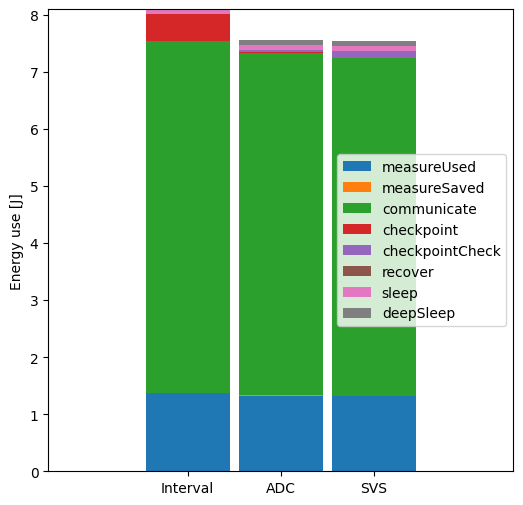 8
7
6
5
4
3
2
1
0
Energy use [J]
measureUsed
measureSaved
communicate
checkpoint
checkpointCheck
recover
sleep
deepSleep
Interval ADC SVS